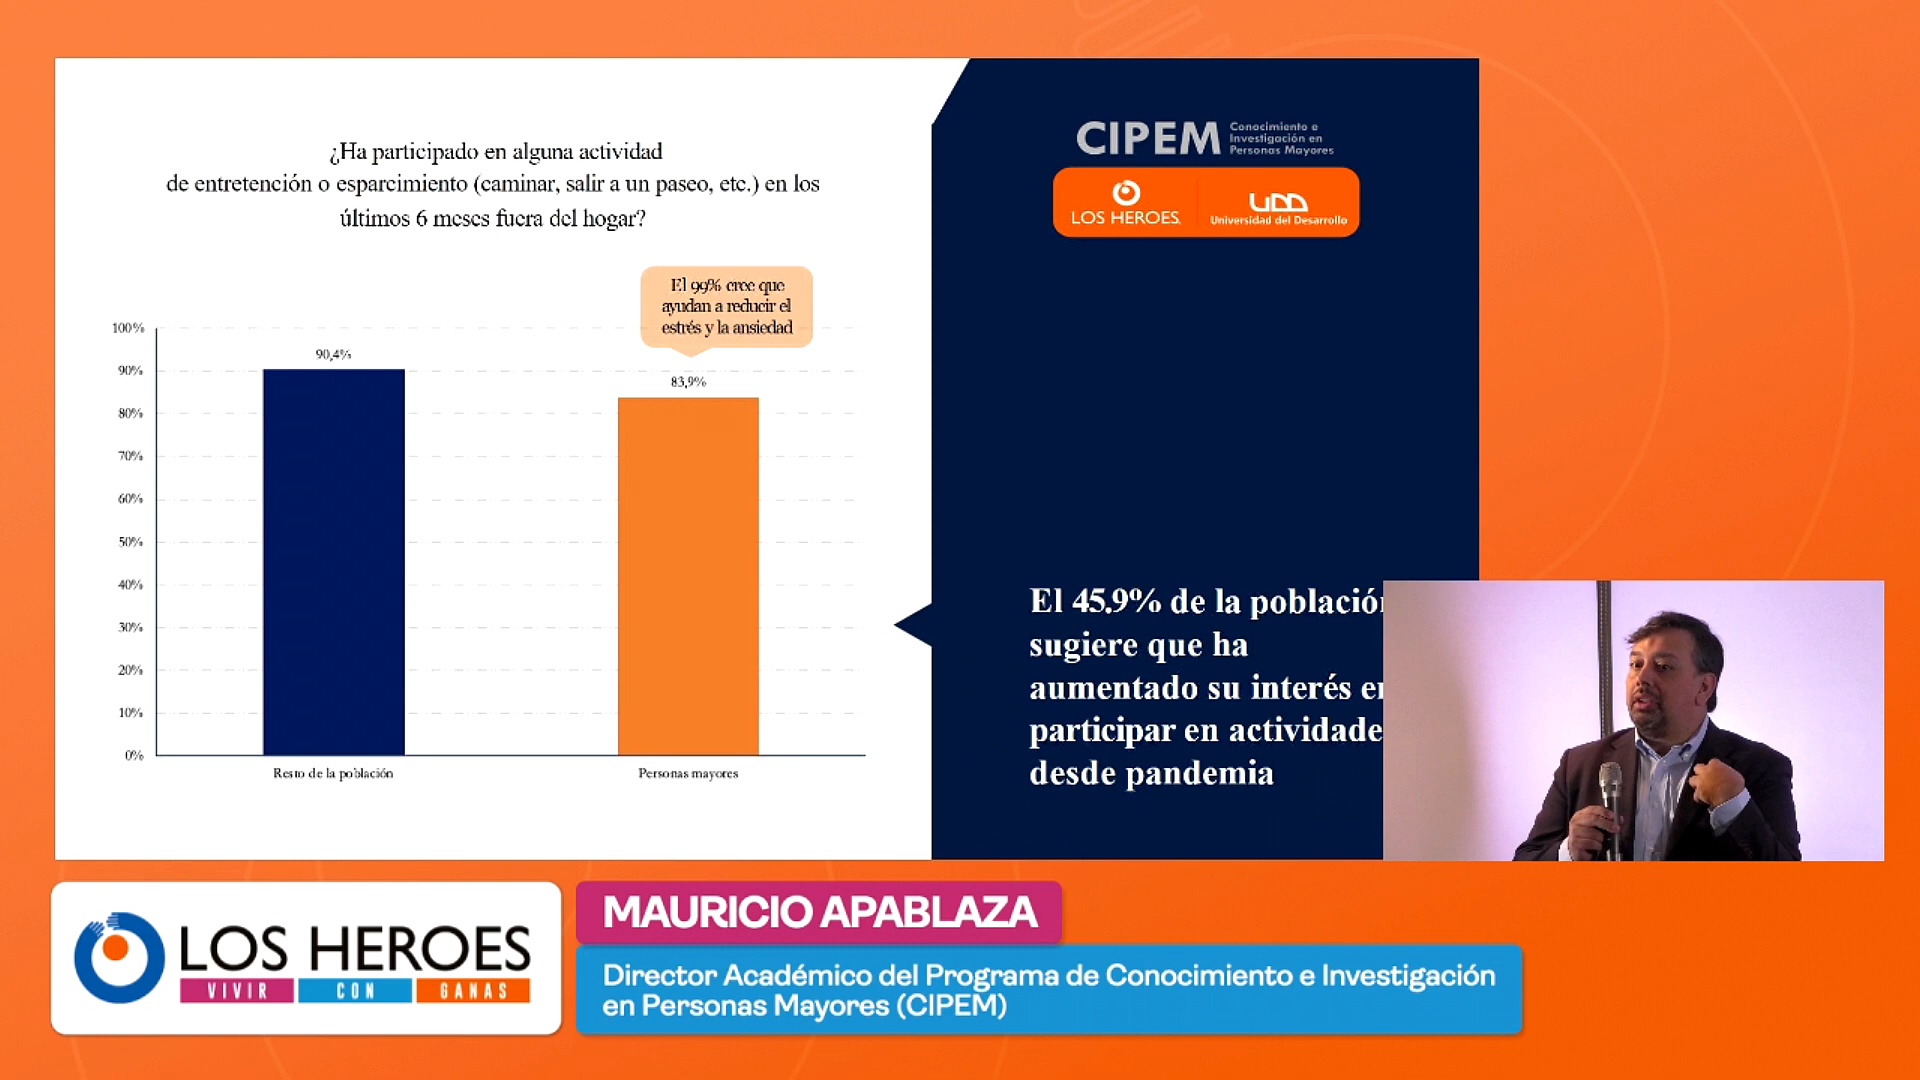 ¿Ha participado en alguna actividad
de entretención o esparcimiento (caminar, salir a un paseo, etc.) en los
últimos 6 meses fuera del hogar?
El 99% cree que
ayudan a reducir el
estrés y la ansiedad
100%
90%
80%
70%
60%
50%
40%
30%
20%
10%
0%
90,4%
83,9%
Resto de la población
Personas mayores
CIPEM
Conocimiento e
Investigación en
Personas Mayores
LOS HEROES
UDD
Universidad del Desarrollo
El 45.9% de la població
sugiere que ha
aumentado su interés e
participar en actividade
desde pandemia
LOS HEROES
VIVIR CON GANAS
MAURICIO APABLAZA
Director Académico del Programa de Conocimiento e Investigación
en Personas Mayores (CIPEM)